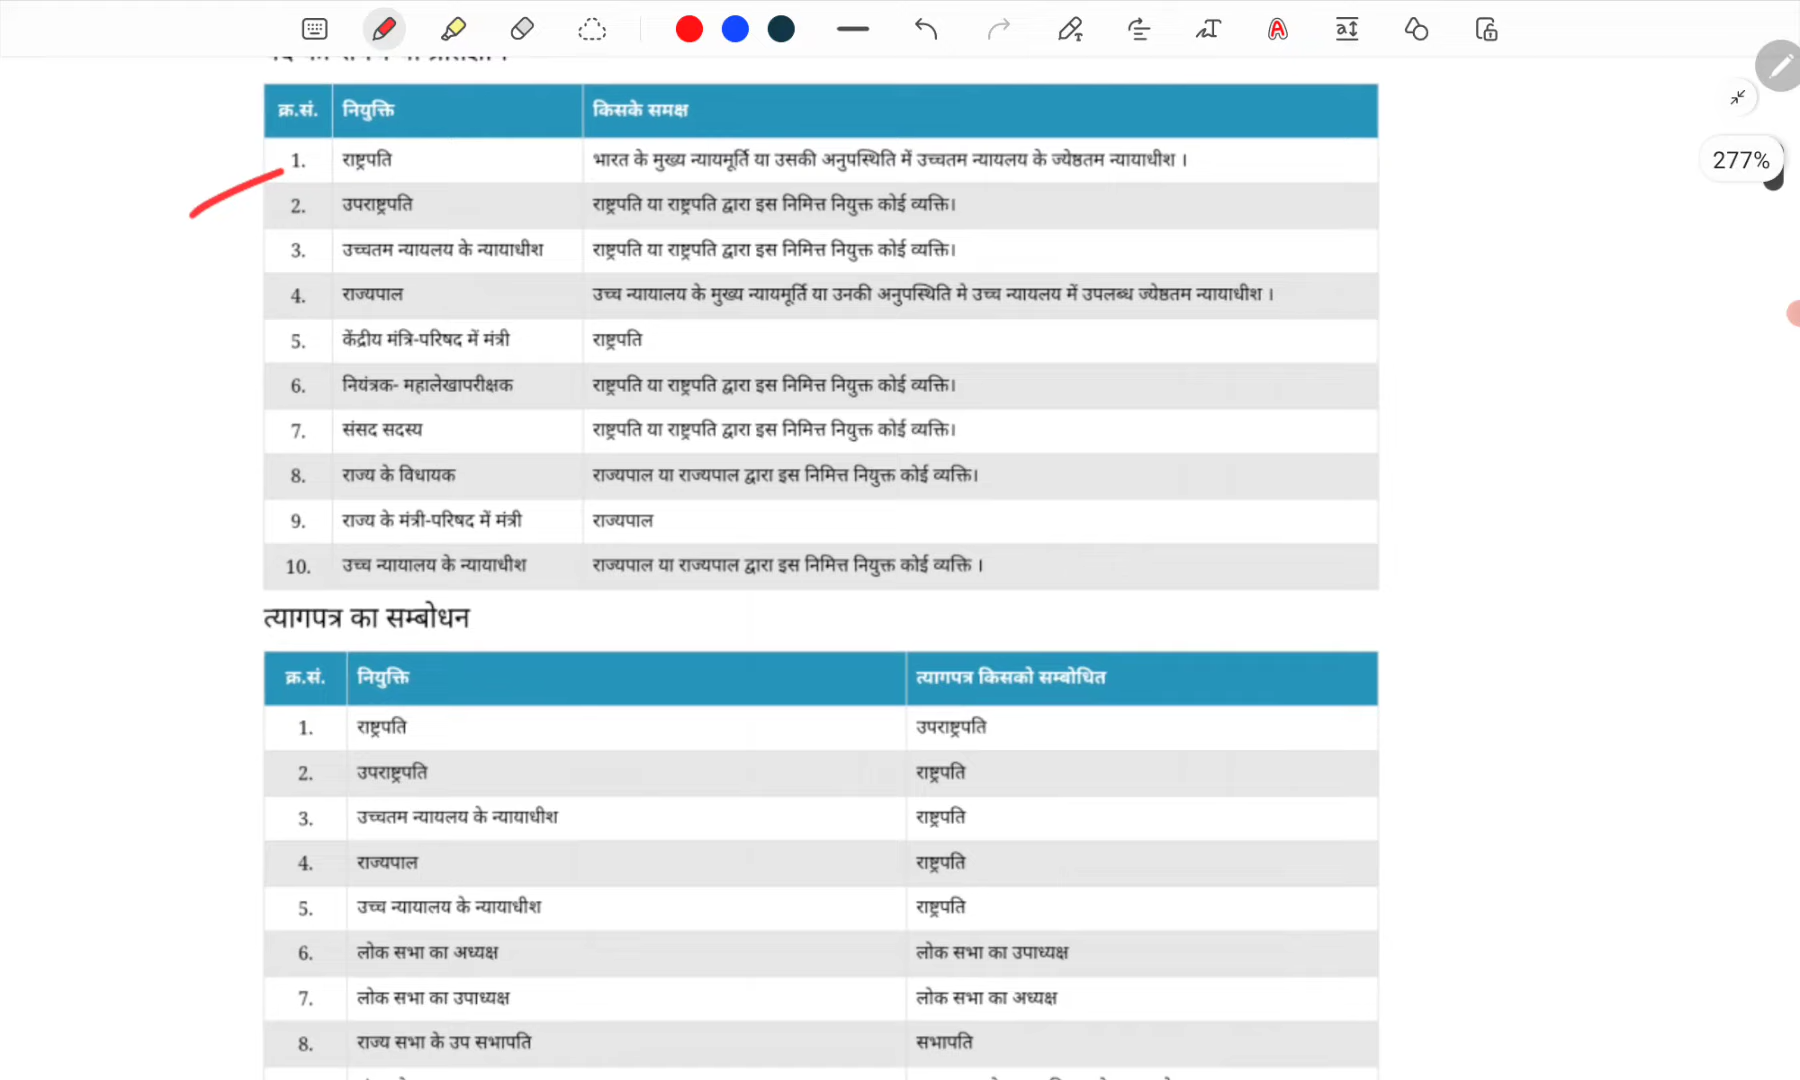 277%
क्र.सं. नियुक्ति किसके समक्ष
1. राष्ट्रपति भारत के मुख्य न्यायमूर्ति या उसकी अनुपस्थिति में उच्चतम न्यायलय के ज्येष्ठतम न्यायाधीश ।
2. उपराष्ट्रपति राष्ट्रपति या राष्ट्रपति द्वारा इस निमित्त नियुक्त कोई व्यक्ति।
3. उच्चतम न्यायलय के न्यायाधीश राष्ट्रपति या राष्ट्रपति द्वारा इस निमित्त नियुक्त कोई व्यक्ति।
4. राज्यपाल उच्च न्यायालय के मुख्य न्यायमूर्ति या उनकी अनुपस्थिति मे उच्च न्यायलय में उपलब्ध ज्येष्ठतम न्यायाधीश ।
5. केंद्रीय मंत्रि-परिषद में मंत्री राष्ट्रपति
6. नियंत्रक- महालेखापरीक्षक राष्ट्रपति या राष्ट्रपति द्वारा इस निमित्त नियुक्त कोई व्यक्ति।
7. संसद सदस्य राष्ट्रपति या राष्ट्रपति द्वारा इस निमित्त नियुक्त कोई व्यक्ति।
8. राज्य के विधायक राज्यपाल या राज्यपाल द्वारा इस निमित्त नियुक्त कोई व्यक्ति।
9. राज्य के मंत्री-परिषद में मंत्री राज्यपाल
10. उच्च न्यायालय के न्यायाधीश राज्यपाल या राज्यपाल द्वारा इस निमित्त नियुक्त कोई व्यक्ति ।
त्यागपत्र का सम्बोधन
क्र.सं. नियुक्ति त्यागपत्र किसको सम्बोधित
1. राष्ट्रपति उपराष्ट्रपति
2. उपराष्ट्रपति राष्ट्रपति
3. उच्चतम न्यायलय के न्यायाधीश राष्ट्रपति
4. राज्यपाल राष्ट्रपति
5. उच्च न्यायालय के न्यायाधीश राष्ट्रपति
6. लोक सभा का अध्यक्ष लोक सभा का उपाध्यक्ष
7. लोक सभा का उपाध्यक्ष लोक सभा का अध्यक्ष
8. राज्य सभा के उप सभापति सभापति